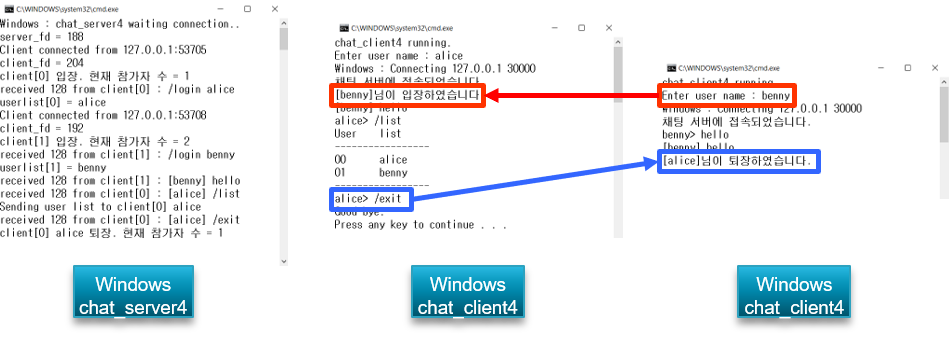 C:\WINDOWS\system32\cmd.exe
Windows : chat_server4 waiting connection..
server_fd = 188
Client connected from 127.0.0.1:53705
client_fd = 204
client[0] 입장. 현재 참가자 수 = 1
received 128 from client[0] : /login alice
userlist[0] = alice
Client connected from 127.0.0.1:53708
client_fd = 192
client[1] 입장. 현재 참가자 수 = 2
received 128 from client[1] : /login benny
userlist[1] = benny
received 128 from client[1] : [benny] hello
received 128 from client[0] : [alice] /list
Sending user list to client[0] alice
received 128 from client[0] : [alice] /exit
client[0] alice 퇴장. 현재 참가자 수 = 1
Windows
chat_server4
C:\WINDOWS\system32\cmd.exe
chat_client4 running.
Enter user name : alice
Windows : Connecting 127.0.0.1 30000
채팅 서버에 접속되었습니다
[benny]님이 입장하였습니다
[benny] hello
alice> /list
User list
-----------------
00 alice
01 benny
-----------------
alice> /exit
Good bye.
Press any key to continue . . .
Windows
chat_client4
C:\WINDOWS\system32\cmd.exe
chat_client4 running
Enter user name : benny
Windows : Connecting 127.0.0.1 30000
채팅 서버에 접속되었습니다.
benny> hello
[benny] hello
[alice]님이 퇴장하였습니다.
Windows
chat_client4